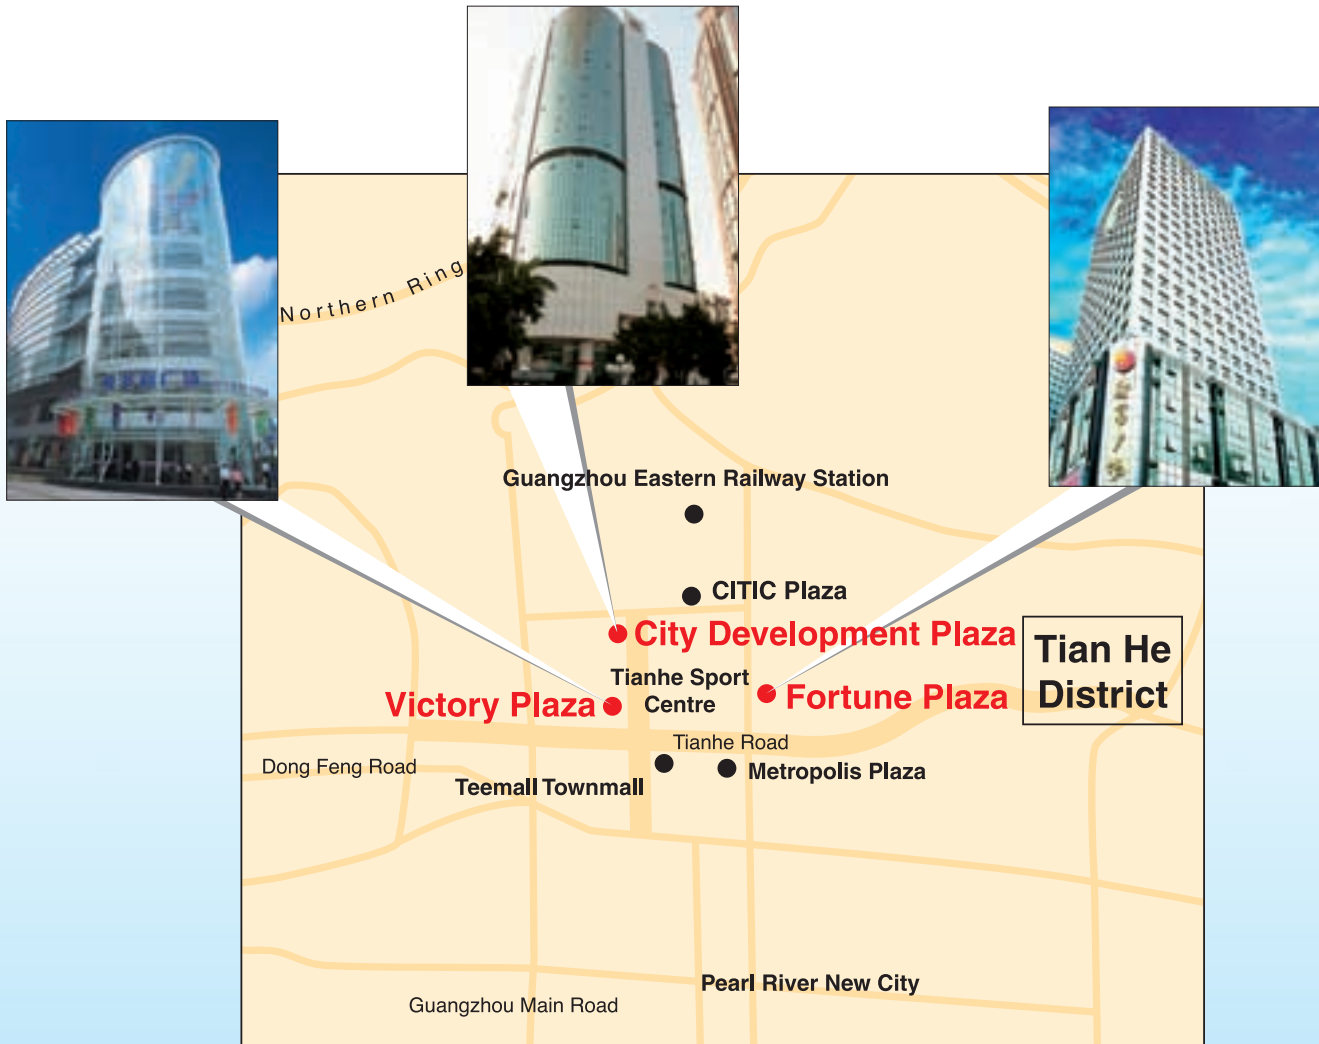 Northern Ring
Guangzhou Eastern Railway Station
CITIC Plaza
City Development Plaza
Tian He
District
Tianhe Sport
Centre
Victory Plaza
Fortune Plaza
Tianhe Road
Dong Feng Road
Metropolis Plaza
Teemall Townmall
Pearl River New City
Guangzhou Main Road